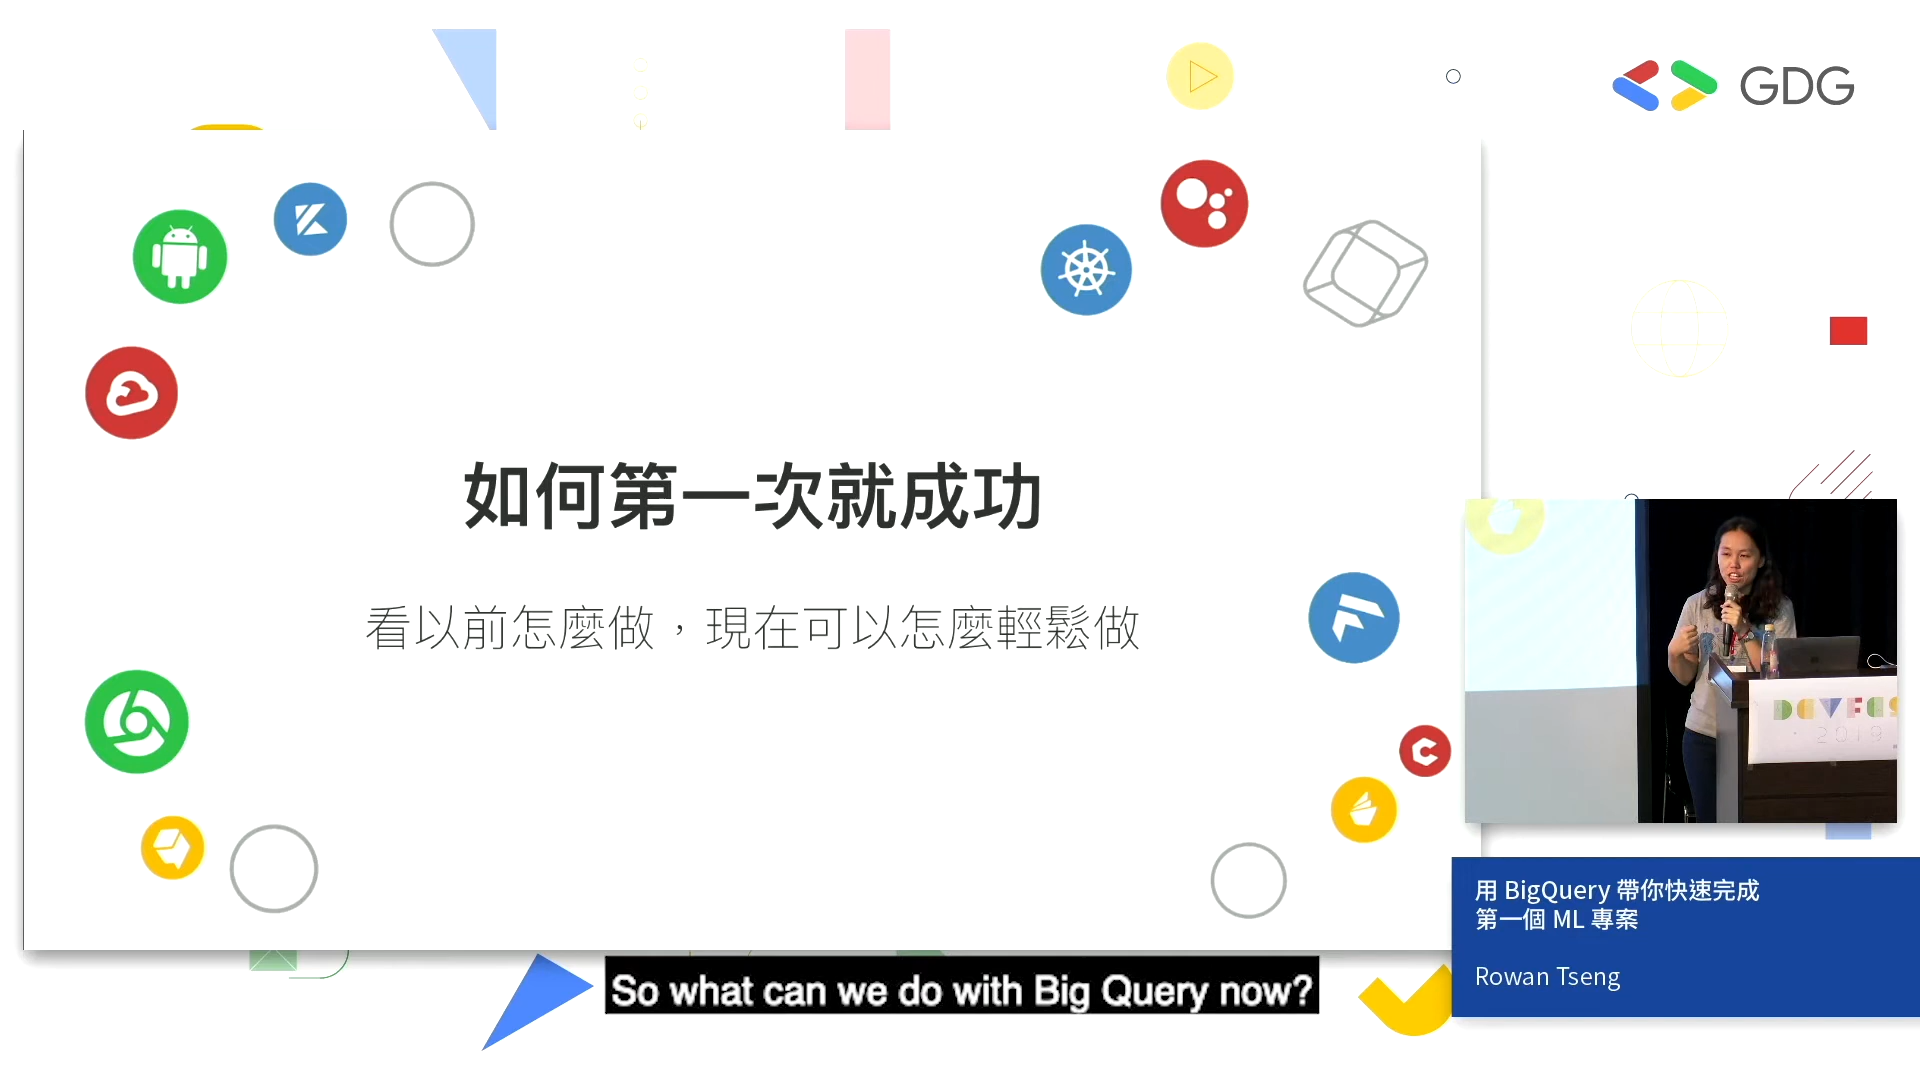 GDG
如何第一次就成功
看以前怎麼做，現在可以怎麼輕鬆做
DEVFES
2019
用 BigQuery 帶你快速完成
第一個 ML 專案
Rowan Tseng
So what can we do with Big Query now?